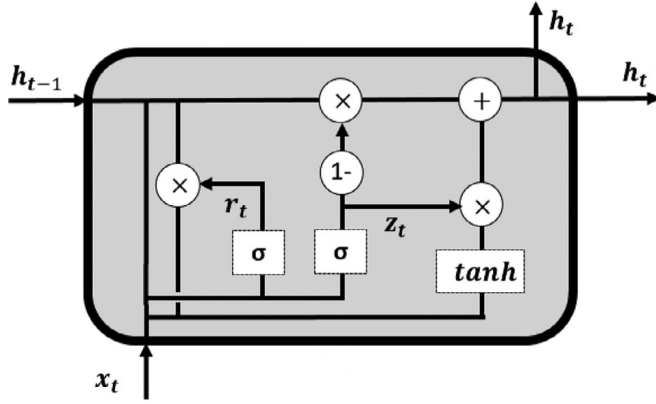 h_t
h_{t−1}
h_t
×
+
1-
×
r_t
×
z_t
σ
σ
tanh
x_t